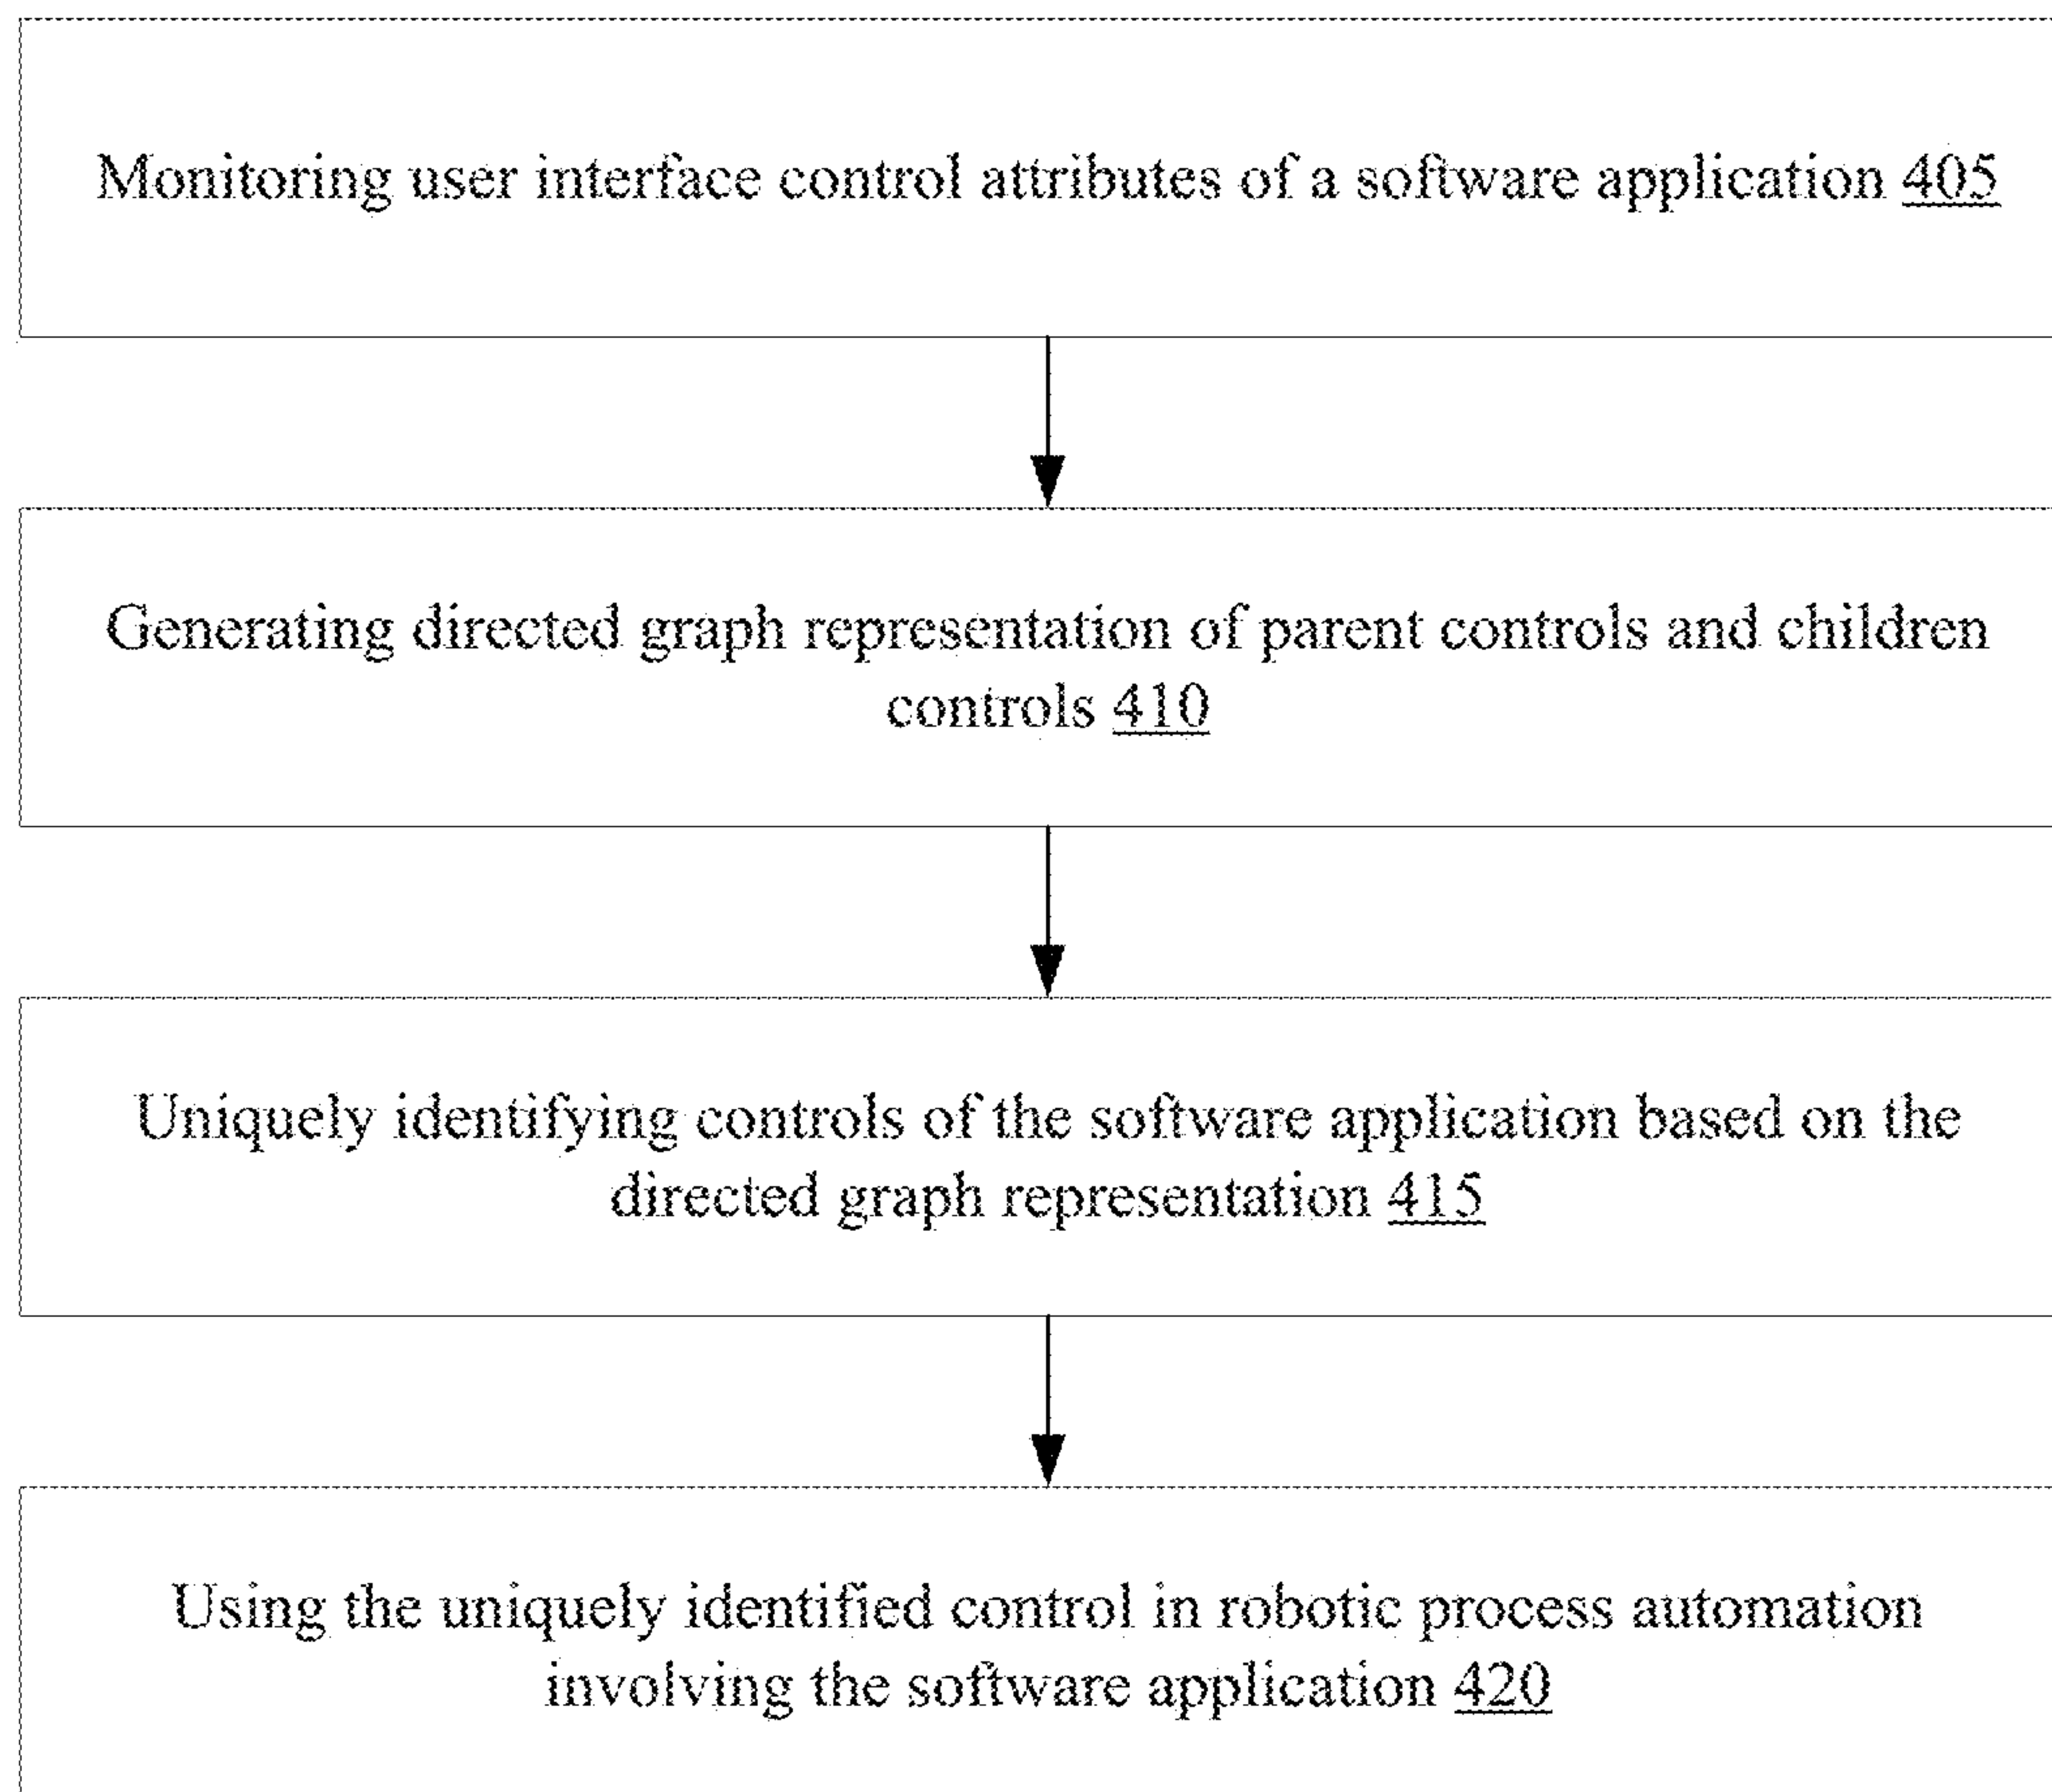 Monitoring user interface control attributes of a software application 405
Generating directed graph representation of parent controls and children
controls 410
Uniquely identifying controls of the software application based on the
directed graph representation 415
Using the uniquely identified control in robotic process automation
involving the software application 420